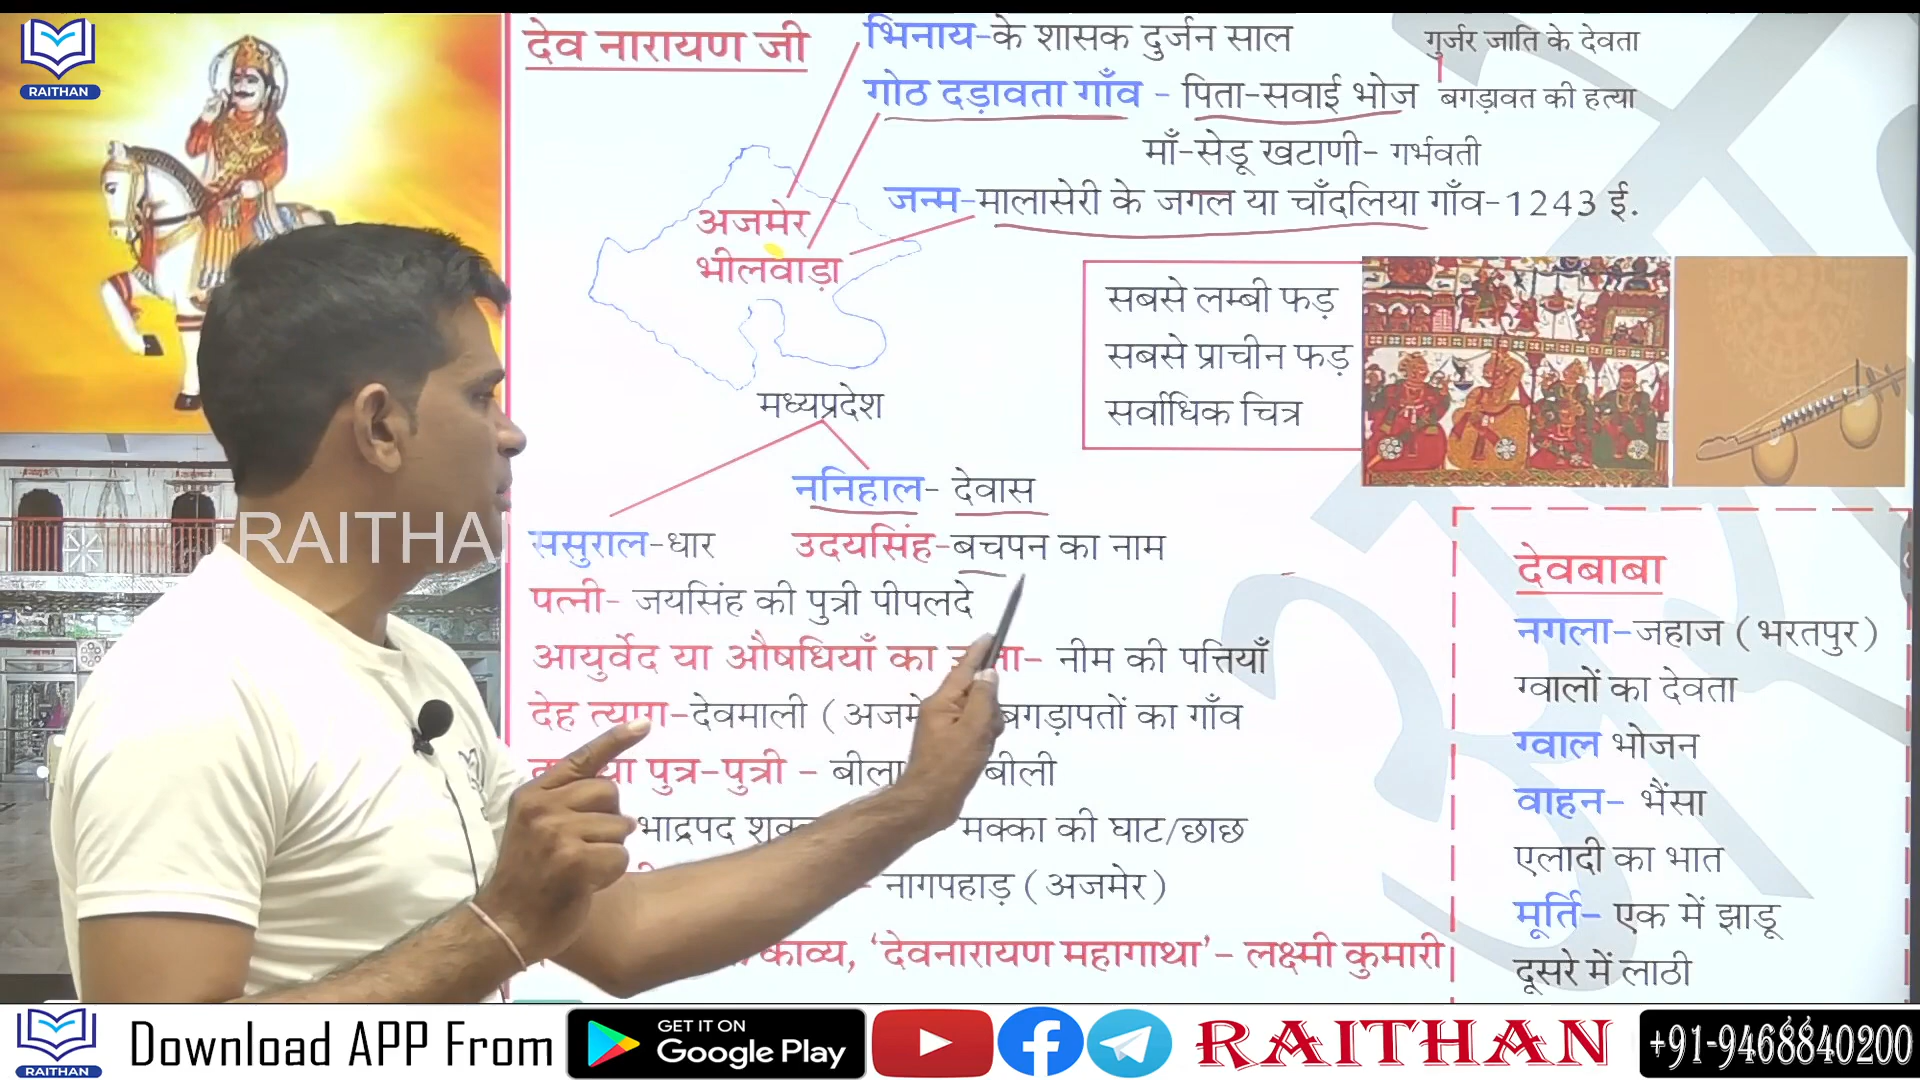 RAITHAN
देव नारायण जी
भिनाय-के शासक दुर्जन साल
गुर्जर जाति के देवता
गोठ दड़ावता गाँव - पिता-सवाई भोज
बगड़ावत की हत्या
माँ-सेडू खटाणी- गर्भवती
जन्म-मालासेरी के जगल या चाँदलिया गाँव-1243 ई.
अजमेर
भीलवाड़ा
सबसे लम्बी फड़
सबसे प्राचीन फड़
सर्वाधिक चित्र
मध्यप्रदेश
ननिहाल- देवास
RAITHA
ससुराल-धार
उदयसिंह-बचपन का नाम
पत्नी- जयसिंह की पुत्री पीपलदे
आयुर्वेद या औषधियाँ का - नीम की पत्तियाँ
देह त्याग-देवमाली ( बगड़ापतों का गाँव
पुत्र-पुत्री - बीला बीली
भाद्रपद मक्का की घाट/छाछ
नागपहाड़ (अजमेर)
काव्य, ‘देवनारायण महागाथा’- लक्ष्मी कुमारी
देवबाबा
नगला-जहाज (भरतपुर)
ग्वालों का देवता
ग्वाल भोजन
वाहन- भैंसा
एलादी का भात
मूर्ति- एक में झाडू
दूसरे में लाठी
RAITHAN
Download APP From
GET IT ON
Google Play
RAITHAN
+91-9468840200